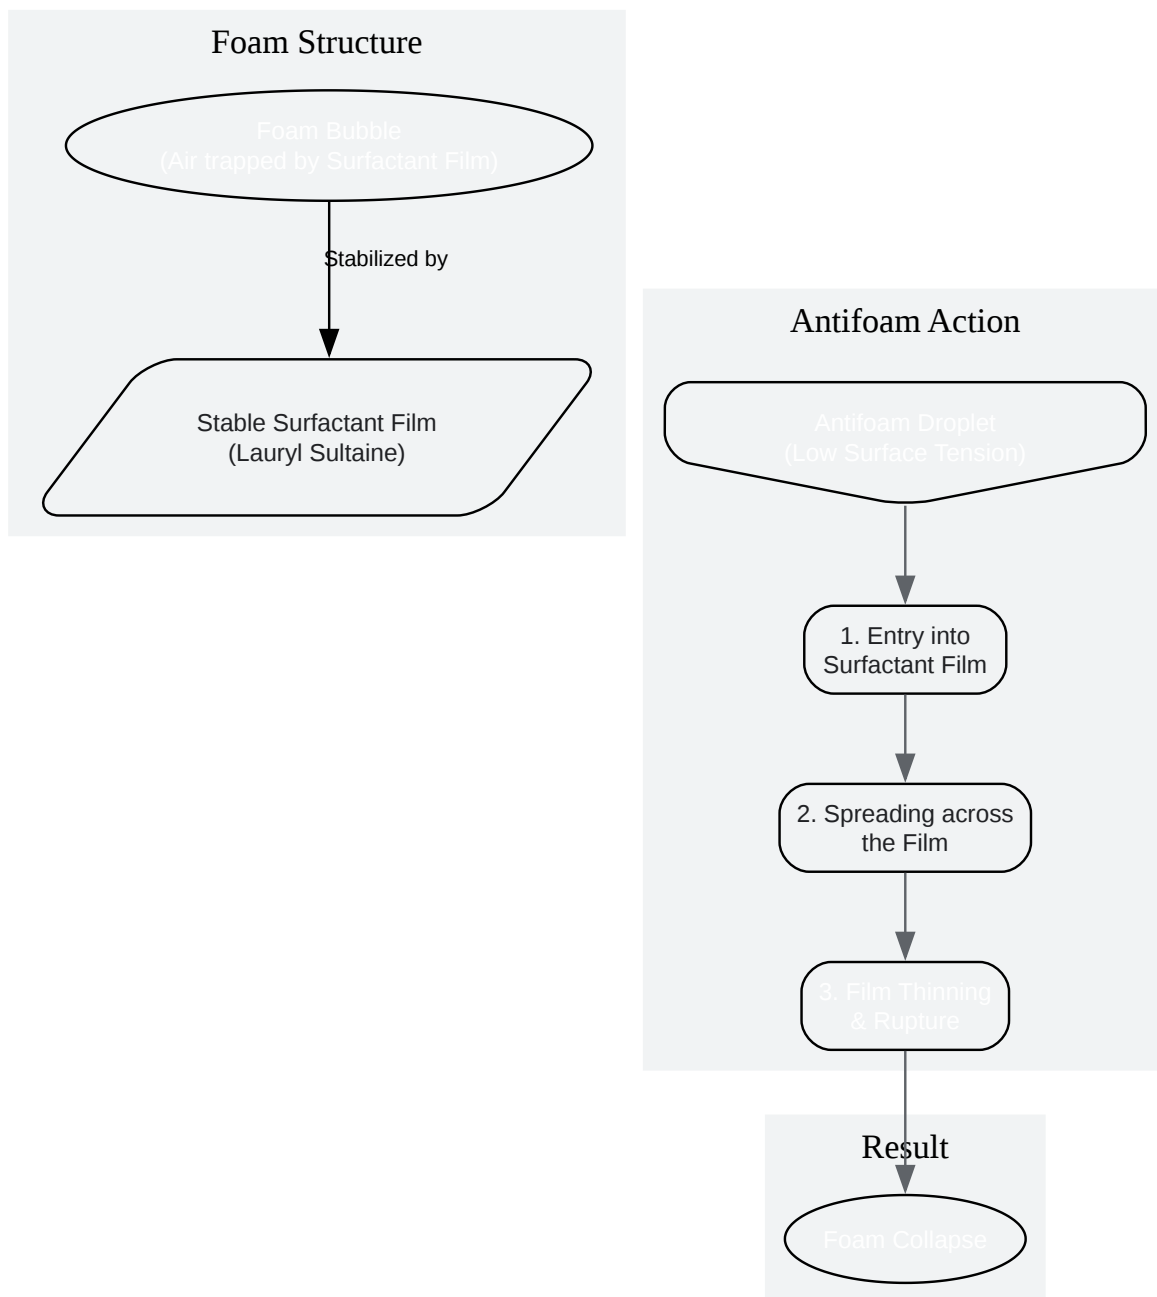 Foam Structure
Foam Bubble
(Air trapped by Surfactant Film)
Stabilized by
Stable Surfactant Film
(Lauryl Sultaine)
Antifoam Action
Antifoam Droplet
(Low Surface Tension)
1. Entry into
Surfactant Film
2. Spreading across
the Film
3. Film Thinning
& Rupture
Result
Foam Collapse